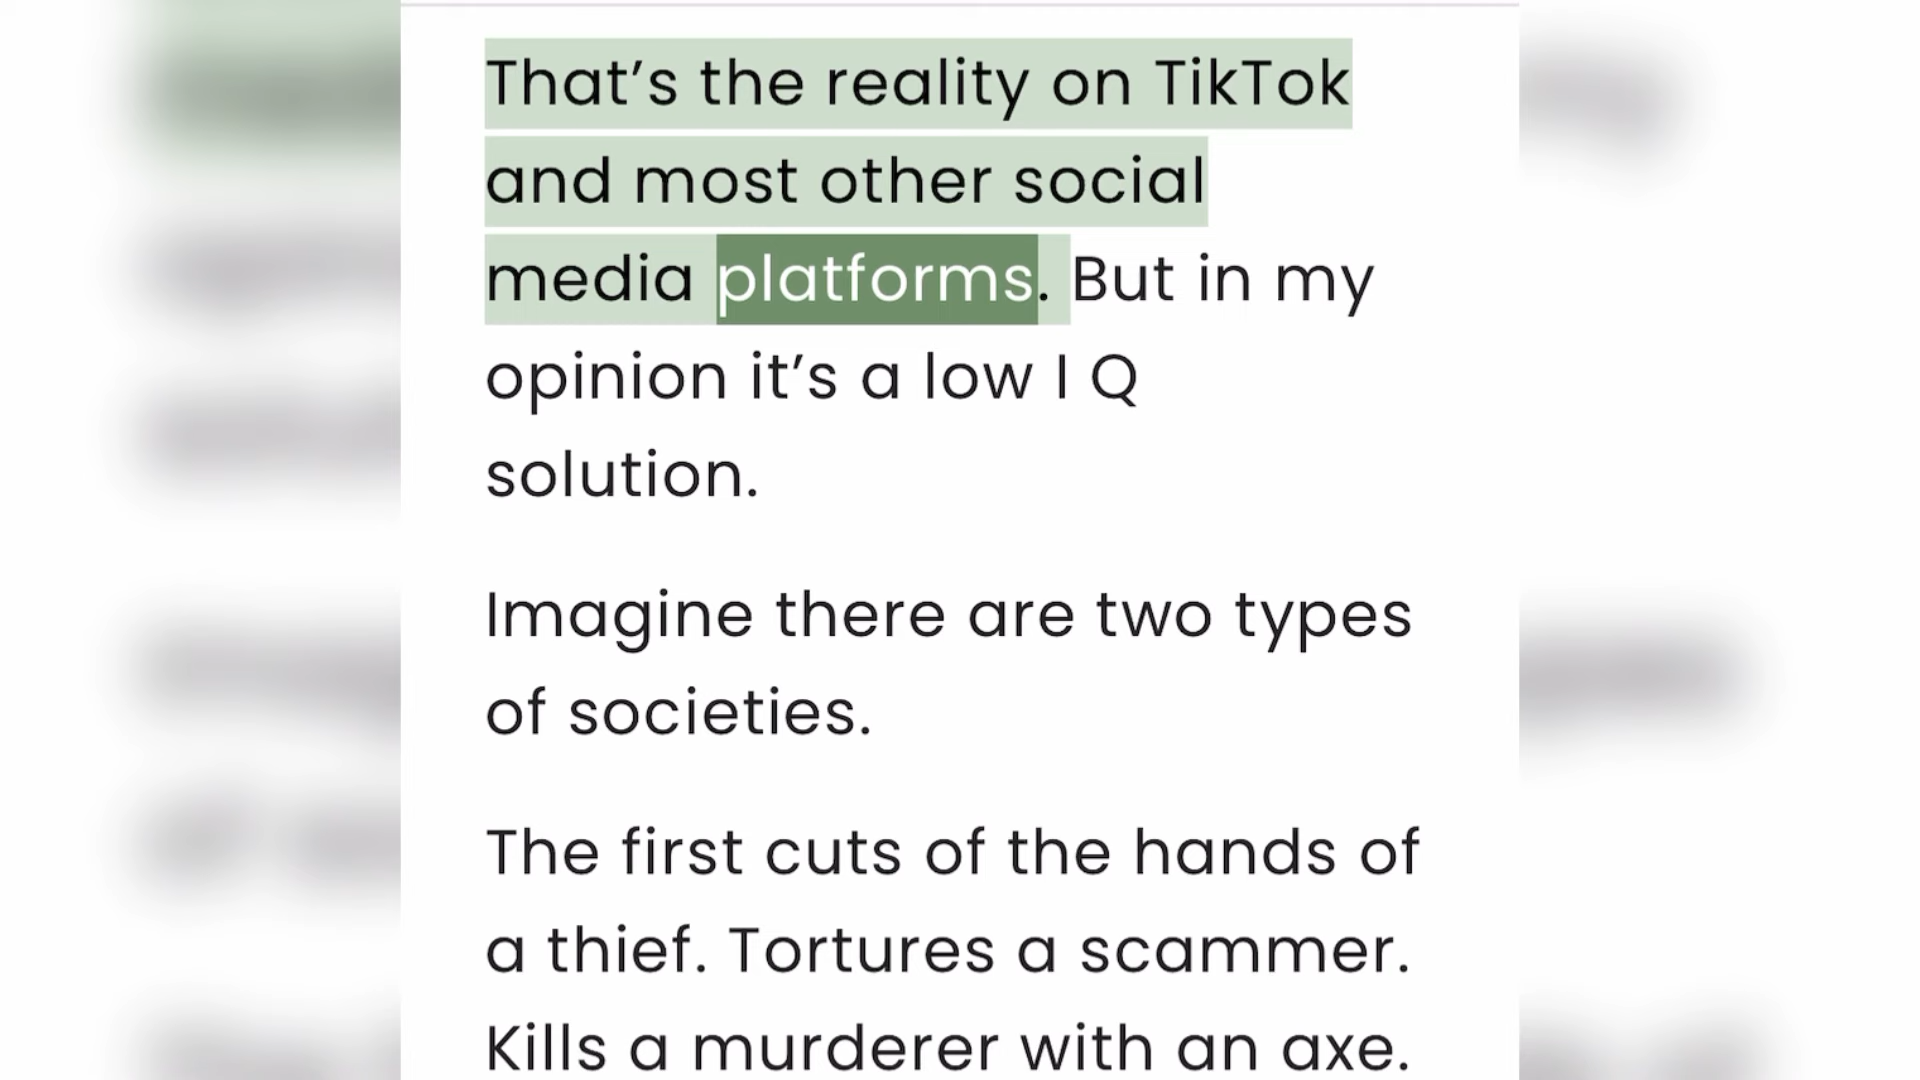 That’s the reality on TikTok
and most other social
media platforms. But in my
opinion it’s a low I Q
solution.
Imagine there are two types
of societies.
The first cuts of the hands of
a thief. Tortures a scammer.
Kills a murderer with an axe.